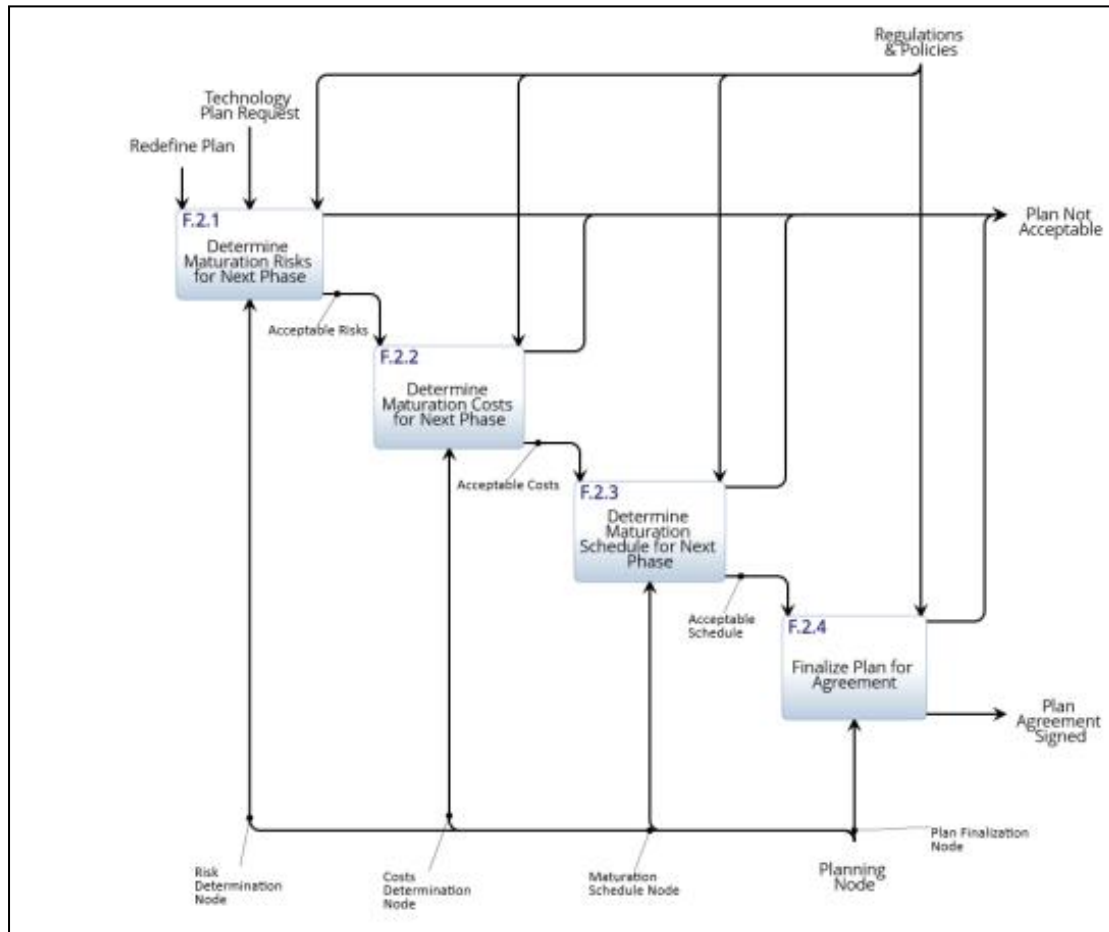 Regulations
& Policies
Technology
Plan Request
Redefine Plan
F.2.1
Determine
Maturation Risks
for Next Phase
Plan Not
Acceptable
Acceptable Risks
F.2.2
Determine
Maturation Costs
for Next Phase
Acceptable Costs
F.2.3
Determine
Maturation
Schedule for Next
Phase
Acceptable
Schedule
F.2.4
Finalize Plan for
Agreement
Plan
Agreement
Signed
Risk
Determination
Node
Costs
Determination
Node
Maturation
Schedule Node
Planning
Node
Plan Finalization
Node